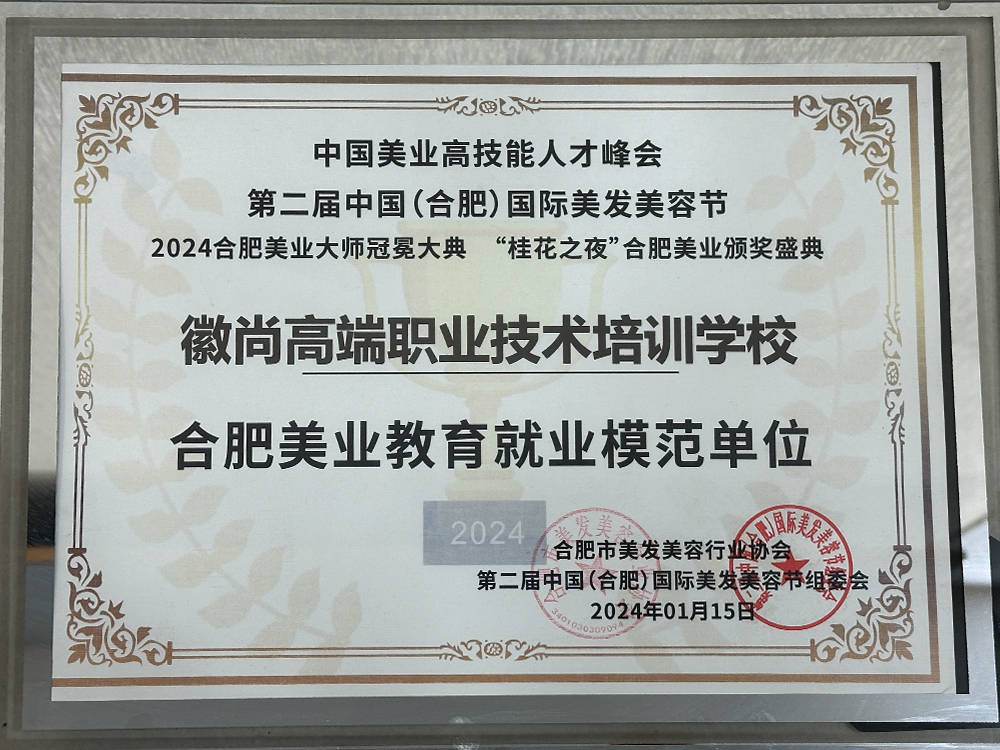 中国美业高技能人才峰会
第二届中国(合肥)国际美发美容节
2024合肥美业大师冠冕大典 “桂花之夜”合肥美业颁奖盛典
徽尚高端职业技术培训学校
合肥美业教育就业模范单位
2024
合肥市美发美容行业协会
第二届中国(合肥)国际美发美容节组委会
2024年01月15日